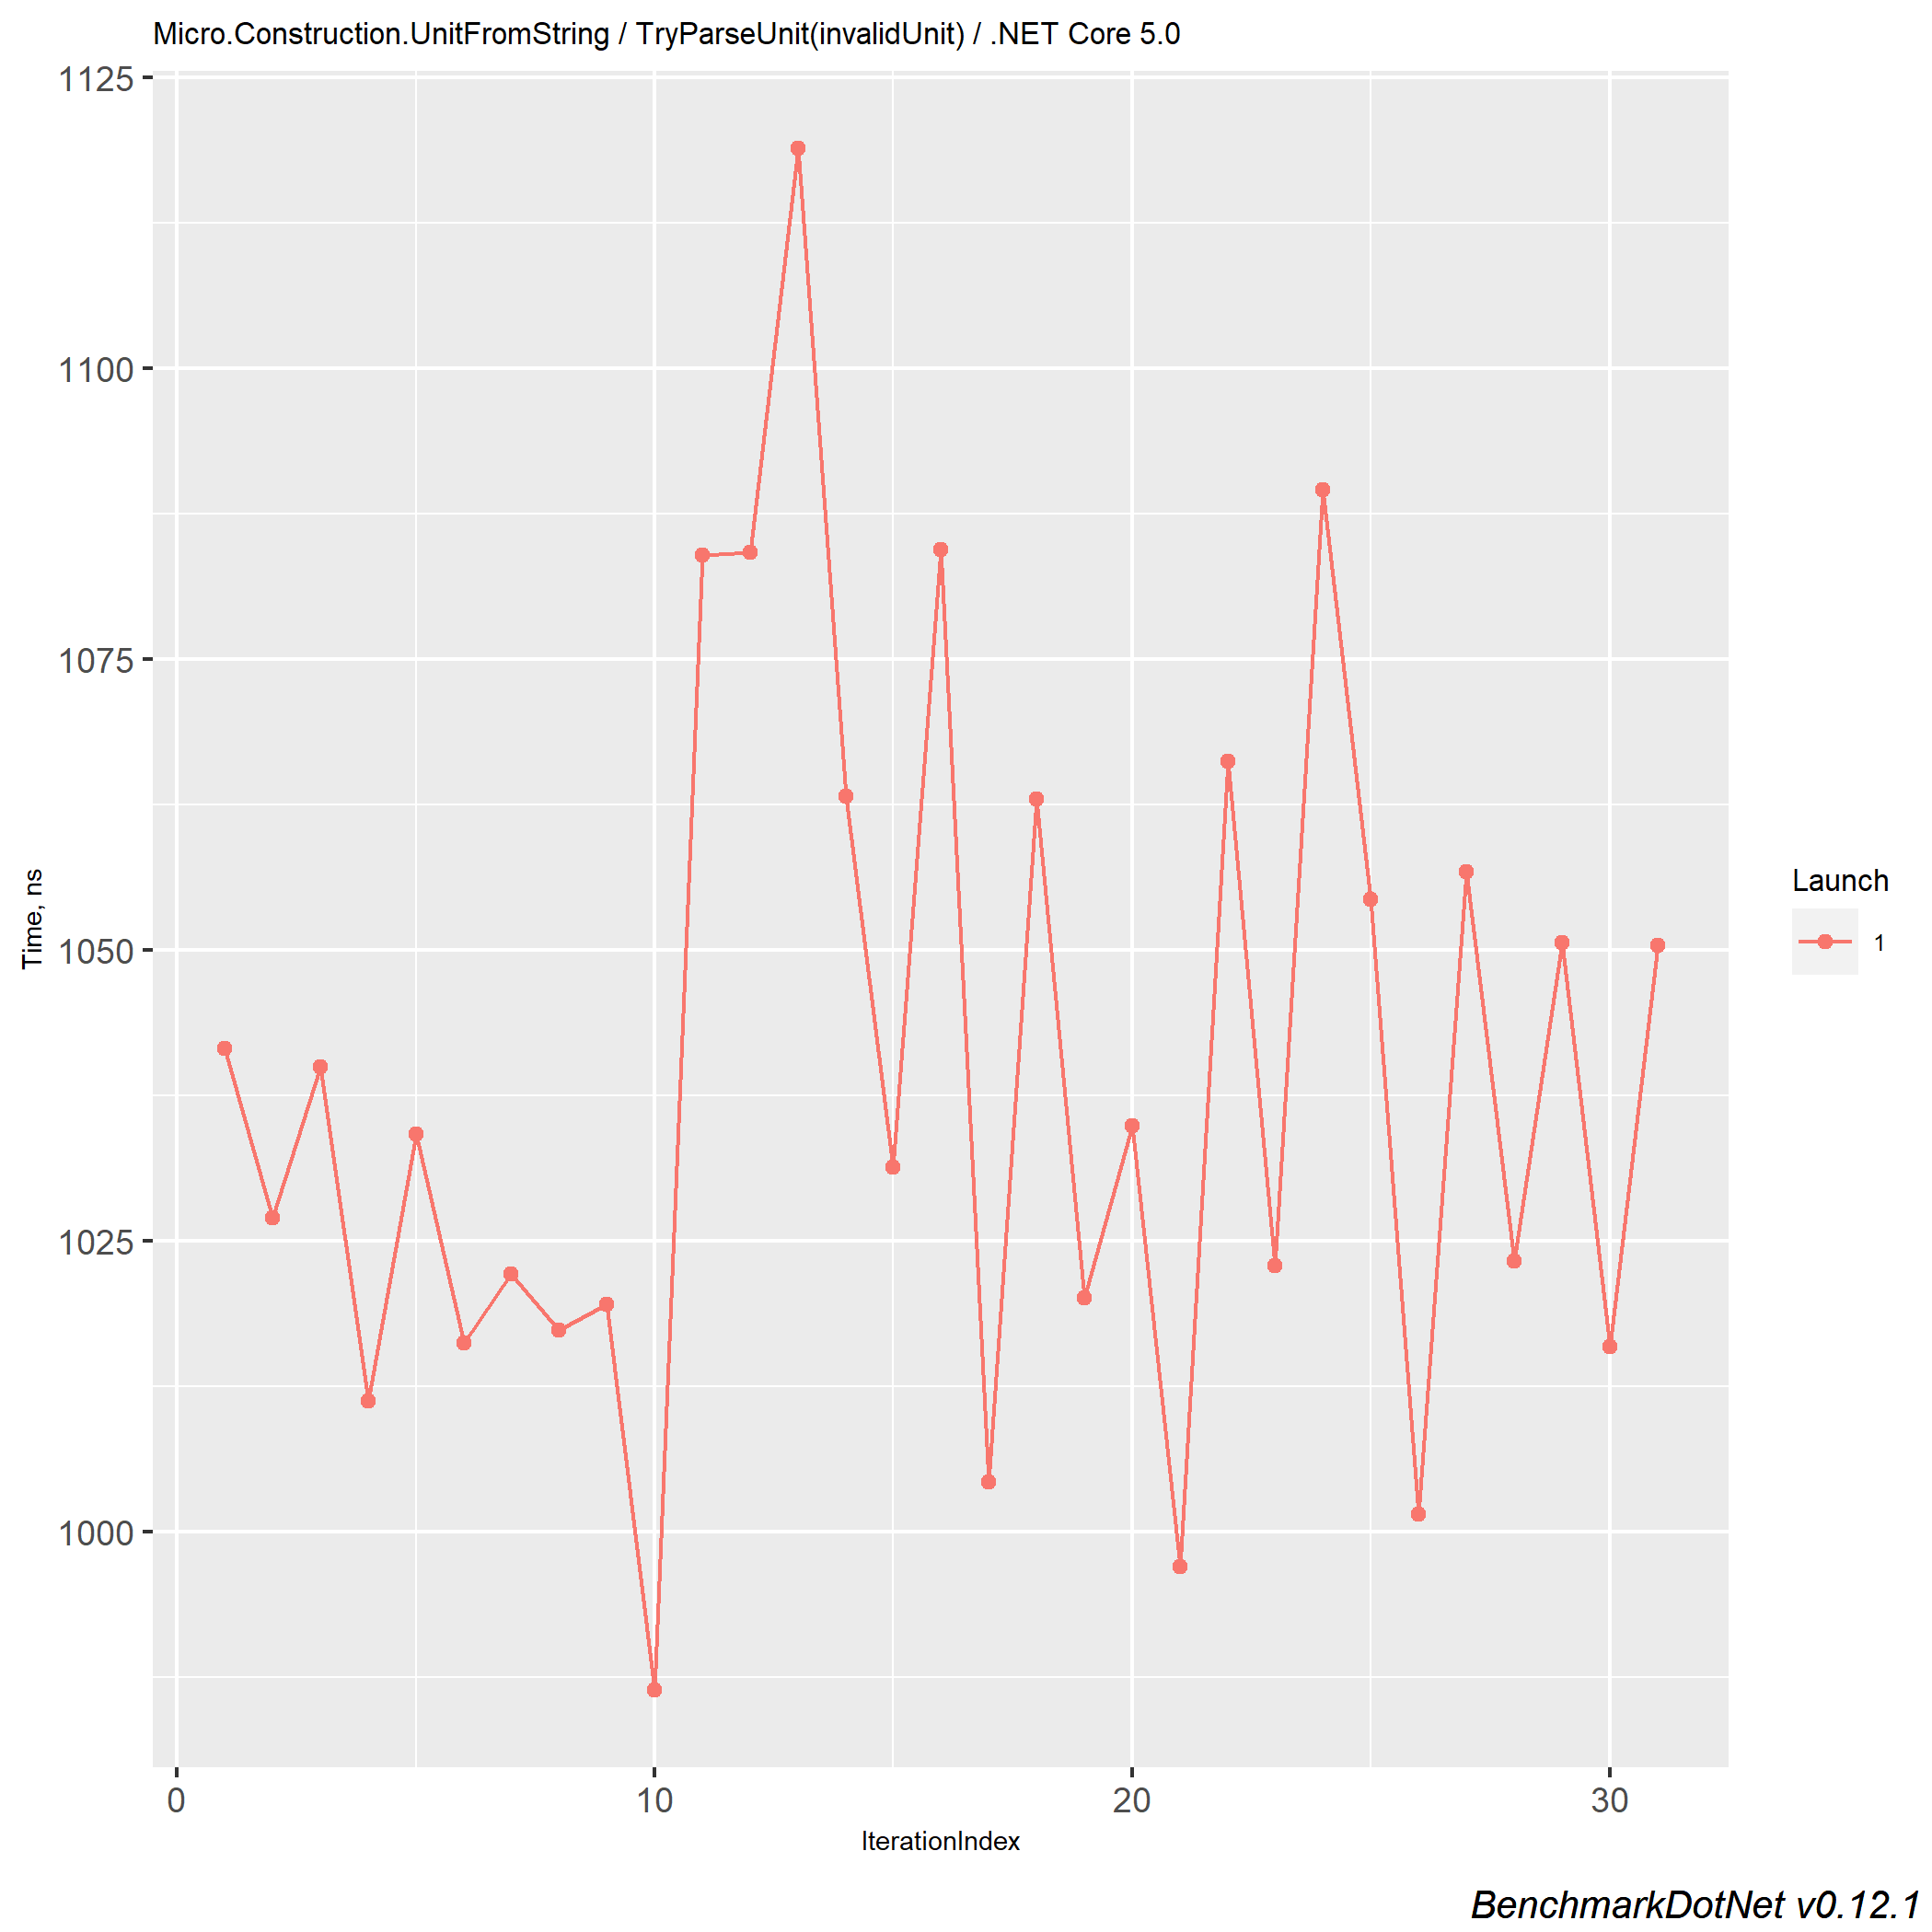 Micro.Construction.UnitFromString / TryParseUnit(invalidUnit) / .NET Core 5.0
1125
1100
1075
1050
1025
1000
Time, ns
0 10 20 30
IterationIndex
Launch
1
BenchmarkDotNet v0.12.1